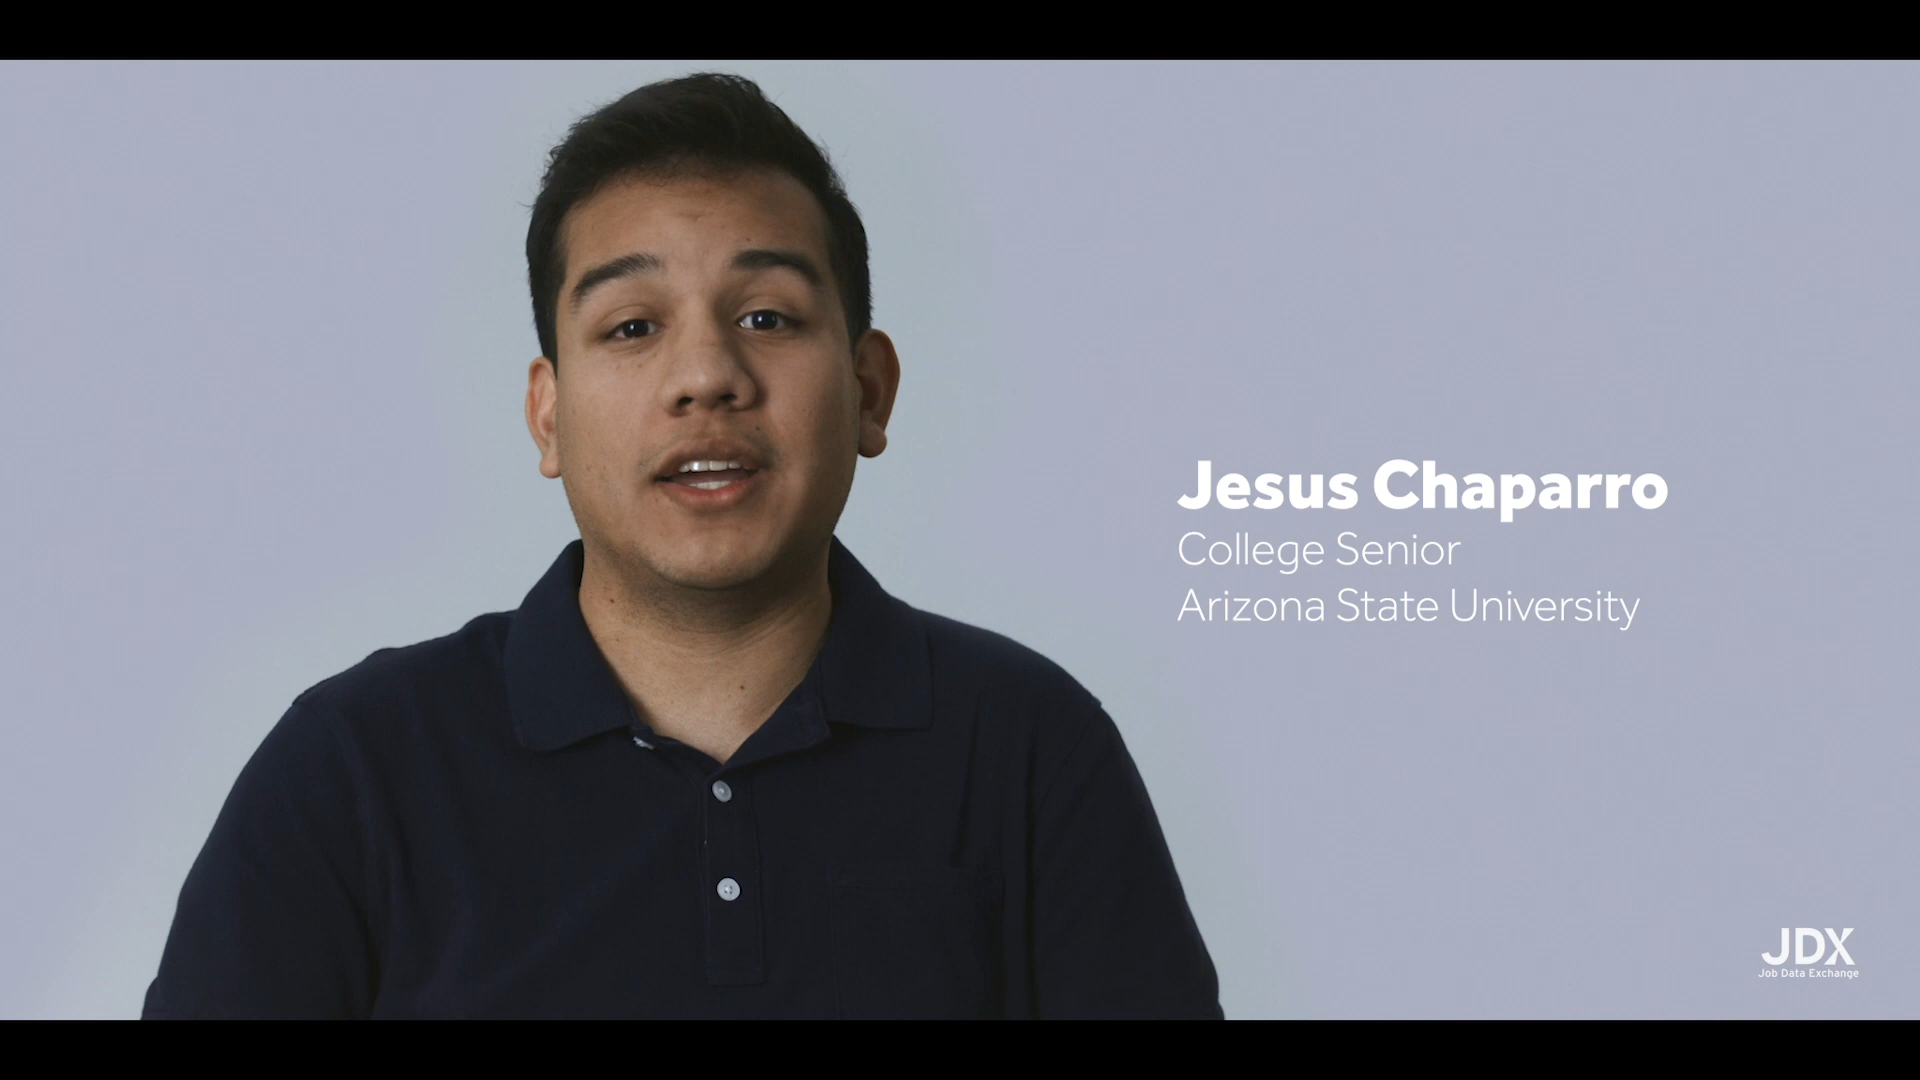 Jesus Chaparro
College Senior
Arizona State University
JDX
Job Data Exchange